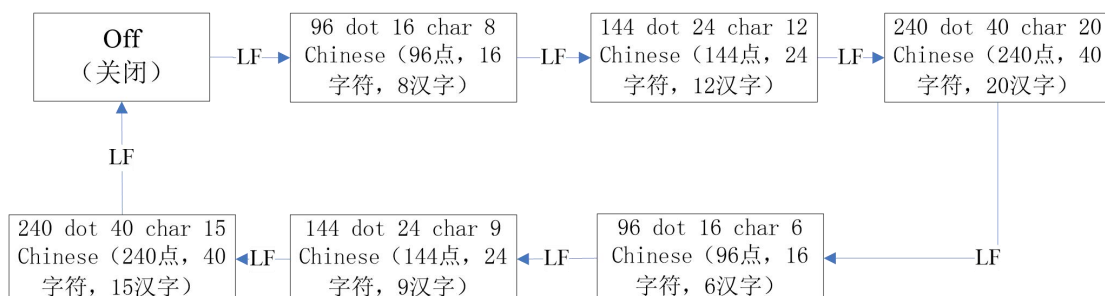 Off
（关闭）
LF
96 dot 16 char 8
Chinese（96点，16
字符，8汉字）
LF
144 dot 24 char 12
Chinese（144点，24
字符，12汉字）
LF
240 dot 40 char 20
Chinese（240点，40
字符，20汉字）
LF
96 dot 16 char 6
Chinese（96点，16
字符，6汉字）
LF
144 dot 24 char 9
Chinese（144点，24
字符，9汉字）
LF
240 dot 40 char 15
Chinese（240点，40
字符，15汉字）
LF